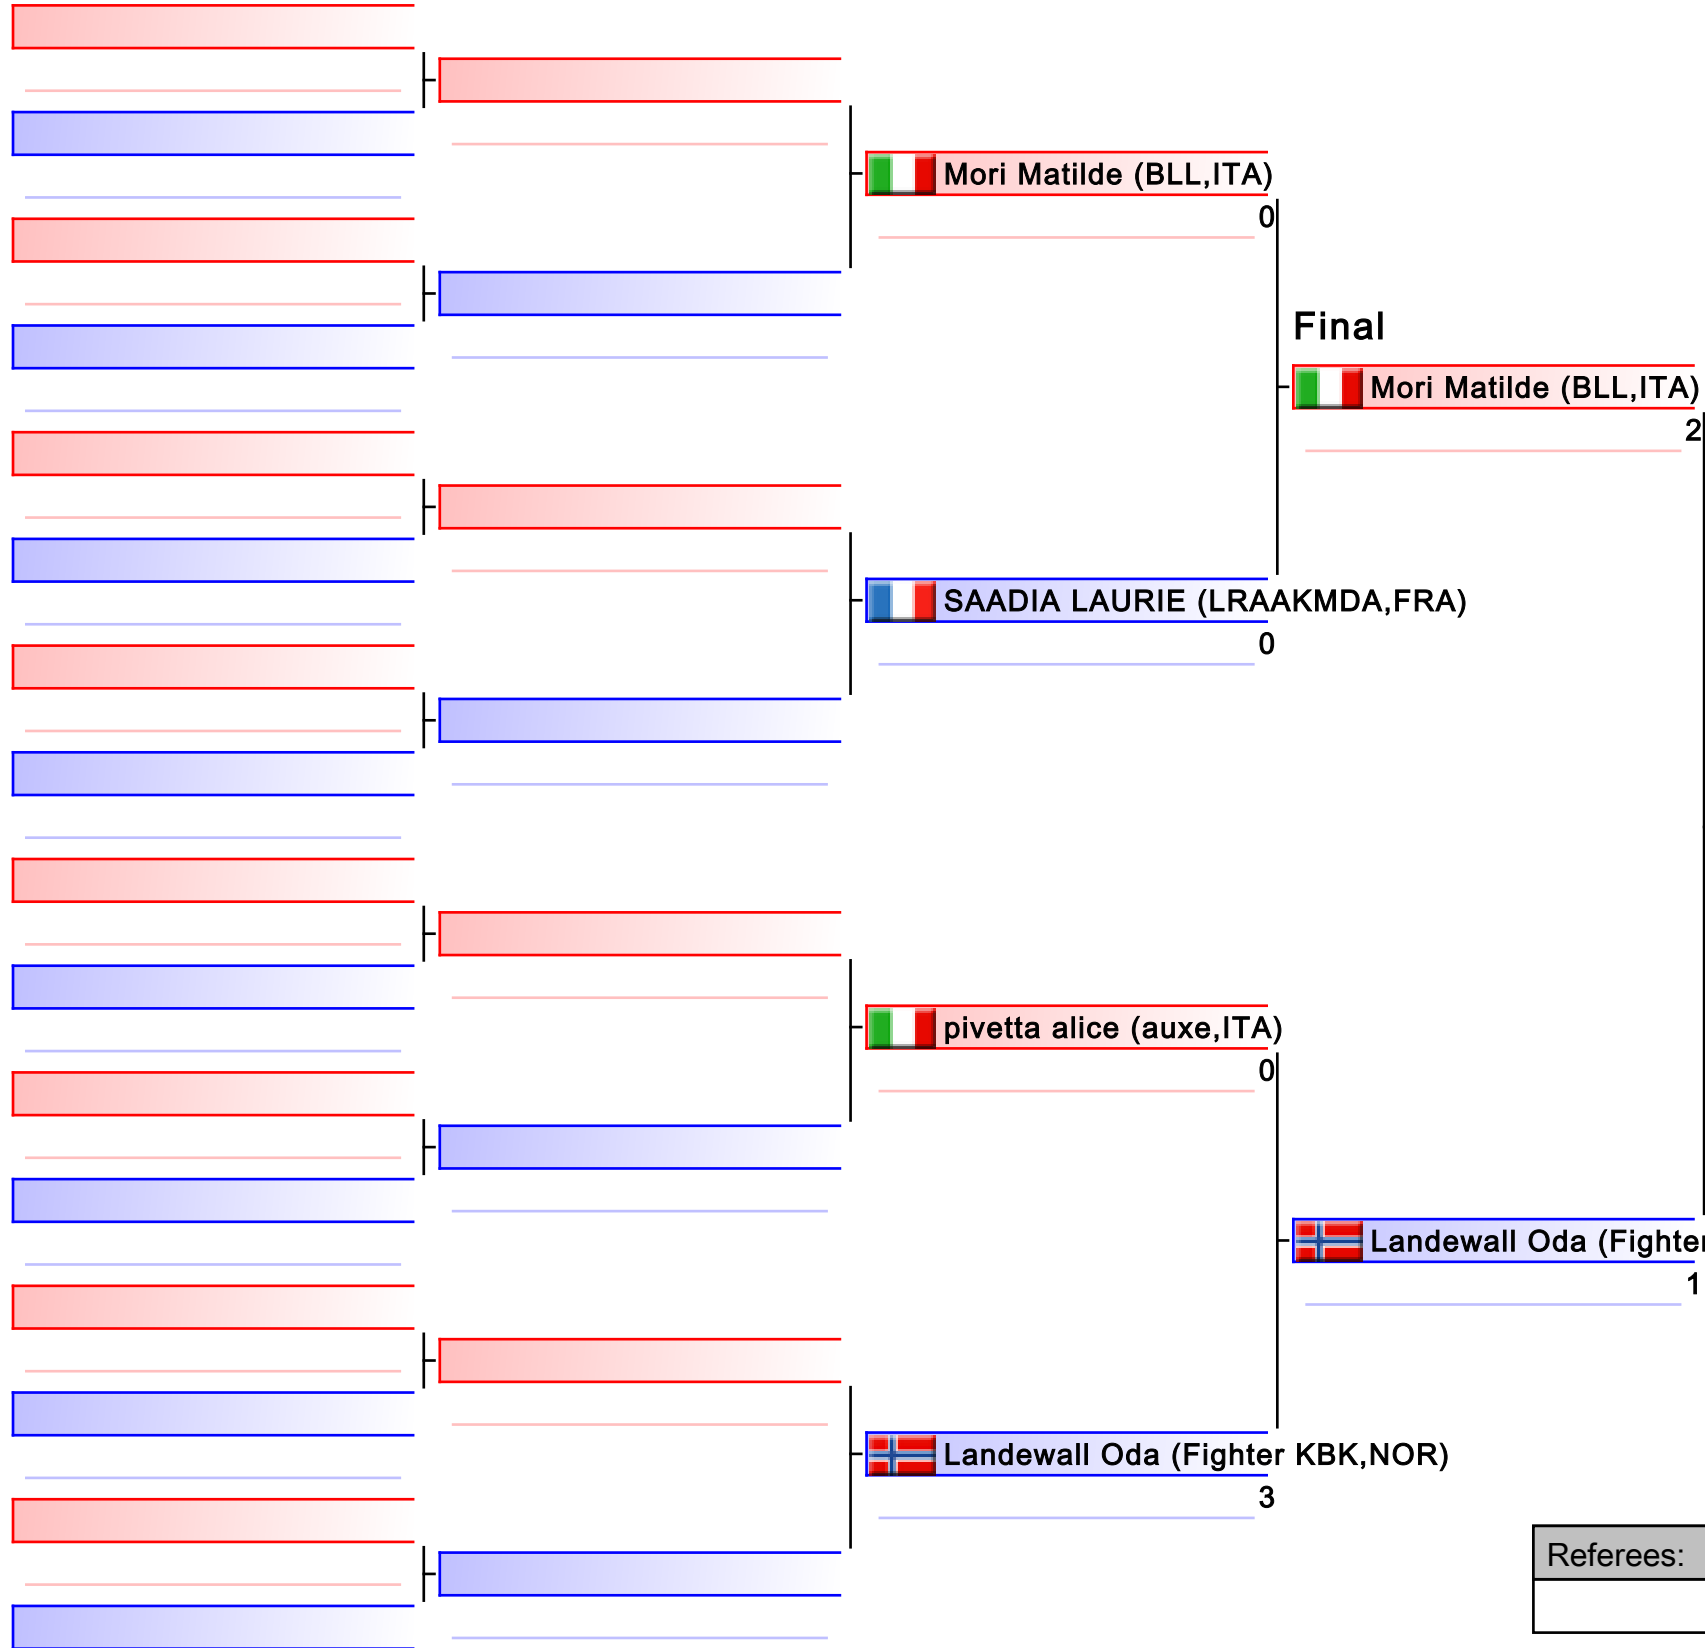 Mori Matilde (BLL,ITA)
0
Final
Mori Matilde (BLL,ITA)
2
SAADIA LAURIE (LRAAKMDA,FRA)
0
pivetta alice (auxe,ITA)
0
Landewall Oda (Fighter
1
Landewall Oda (Fighter KBK,NOR)
3
Referees: